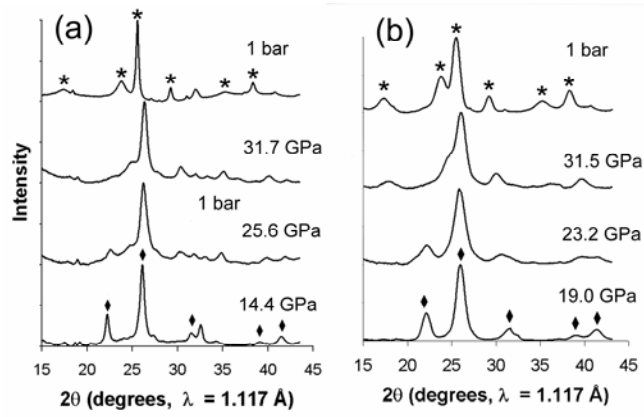 (a)
1 bar
31.7 GPa
1 bar
25.6 GPa
14.4 GPa
Intensity
15 20 25 30 35 40 45
2θ (degrees, λ = 1.117 Å)
(b)
1 bar
31.5 GPa
23.2 GPa
19.0 GPa
15 20 25 30 35 40 45
2θ (degrees, λ = 1.117 Å)